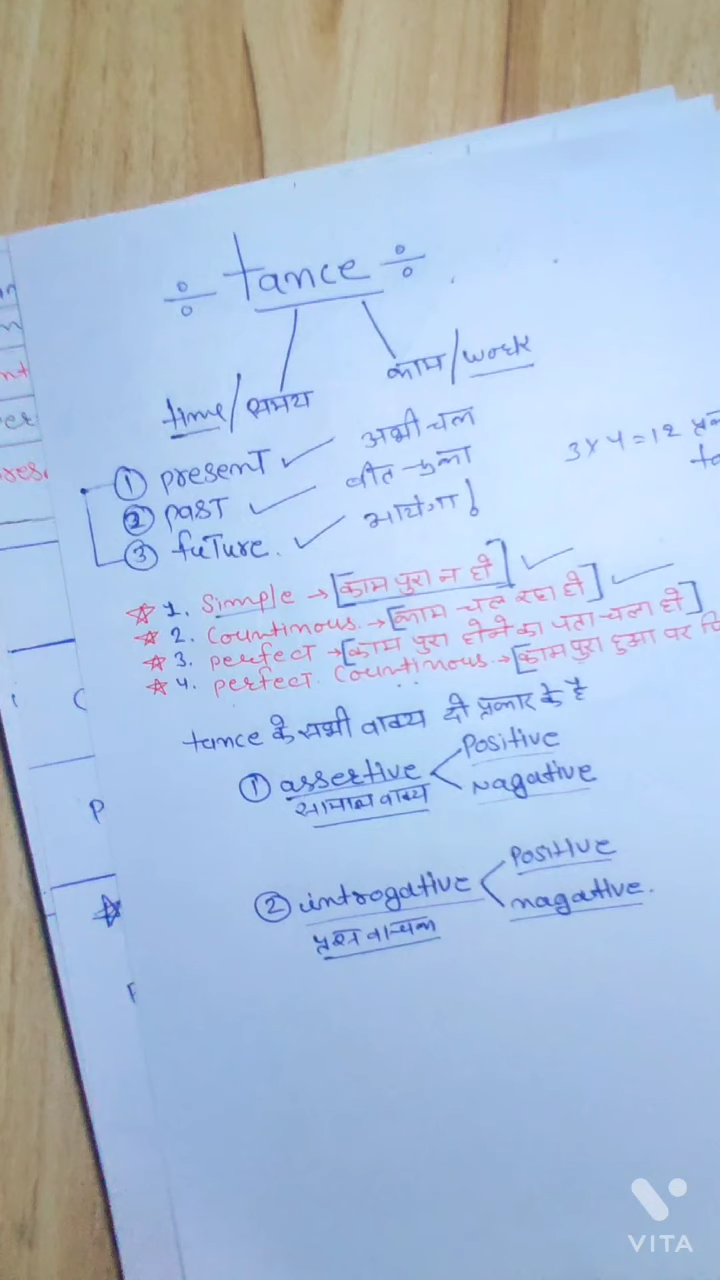 ÷ tance ÷
time/समय काम/work
① present ✓ अभी चल
3x4=12
② past ✓ बीत चुका
③ future. ✓ आयेगा!
☆ 1. Simple → [काम पुरा न हो] ✓
☆ 2. Countinous. → [काम चल रहा हो] ✓
☆ 3. perfect → [काम पुरा होने का पता चला हो]
☆ 4. perfect countinous → [काम पुरा हुआ पर
tance के सभी वाक्य दो प्रकार के है
① assertive Positive
Nagative
सामान्य वाक्य
② introgative Positive
nagative.
प्रश्न वाचक
VITA